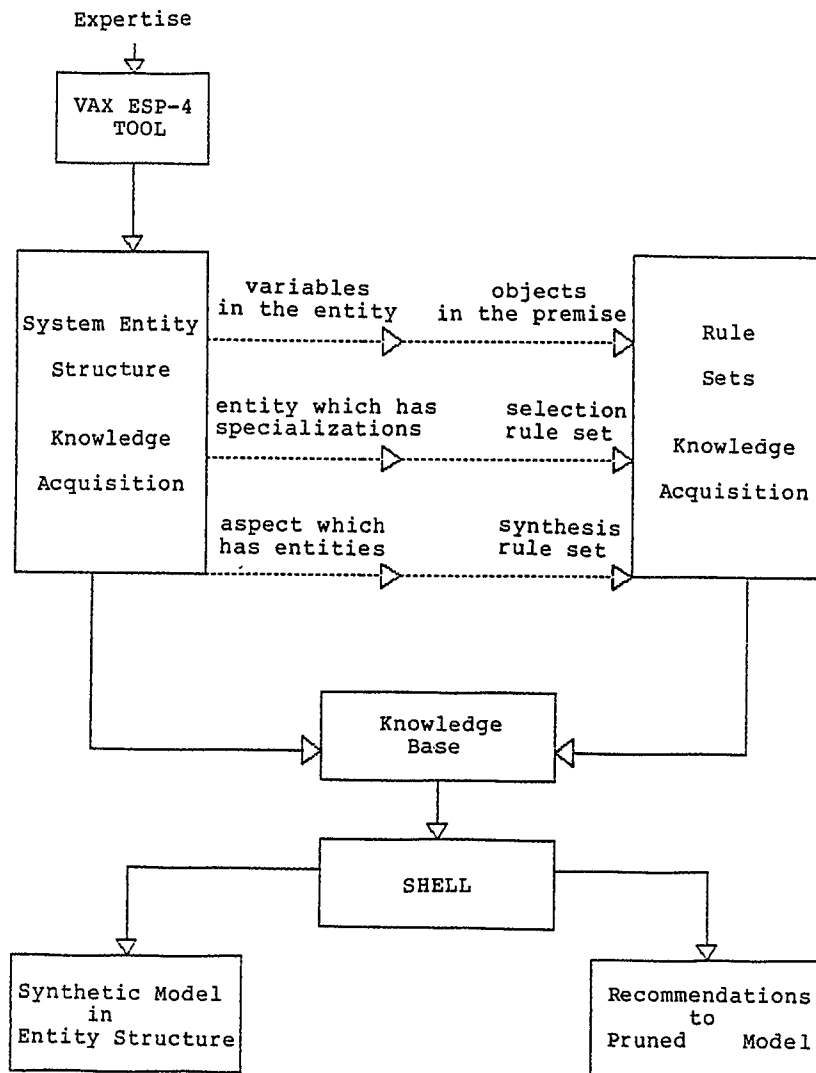 Expertise
VAX ESP-4
TOOL
System Entity
Structure
Knowledge
Acquisition
variables
in the entity
objects
in the premise
entity which has
specializations
selection
rule set
aspect which
has entities
synthesis
rule set
Rule
Sets
Knowledge
Acquisition
Knowledge
Base
SHELL
Synthetic Model
in
Entity Structure
Recommendations
to
Pruned Model